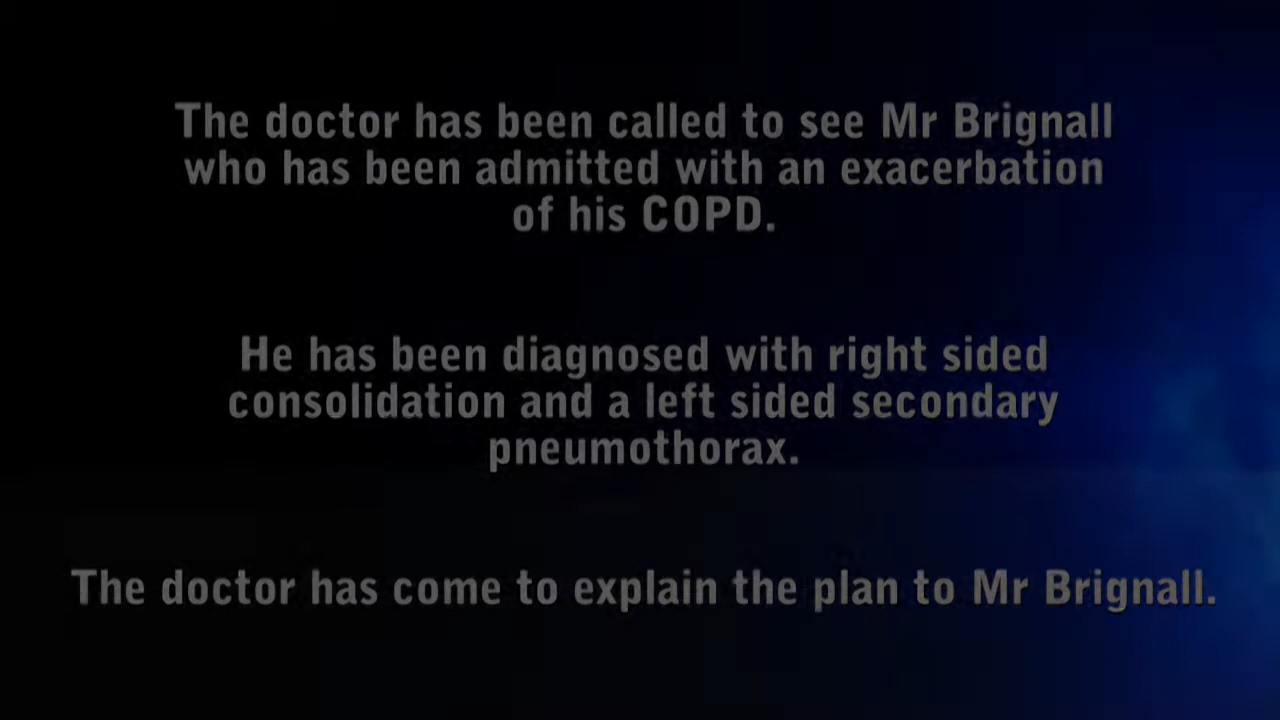 The doctor has been called to see Mr Brignall
who has been admitted with an exacerbation
of his COPD.
He has been diagnosed with right sided
consolidation and a left sided secondary
pneumothorax.
The doctor has come to explain the plan to Mr Brignall.